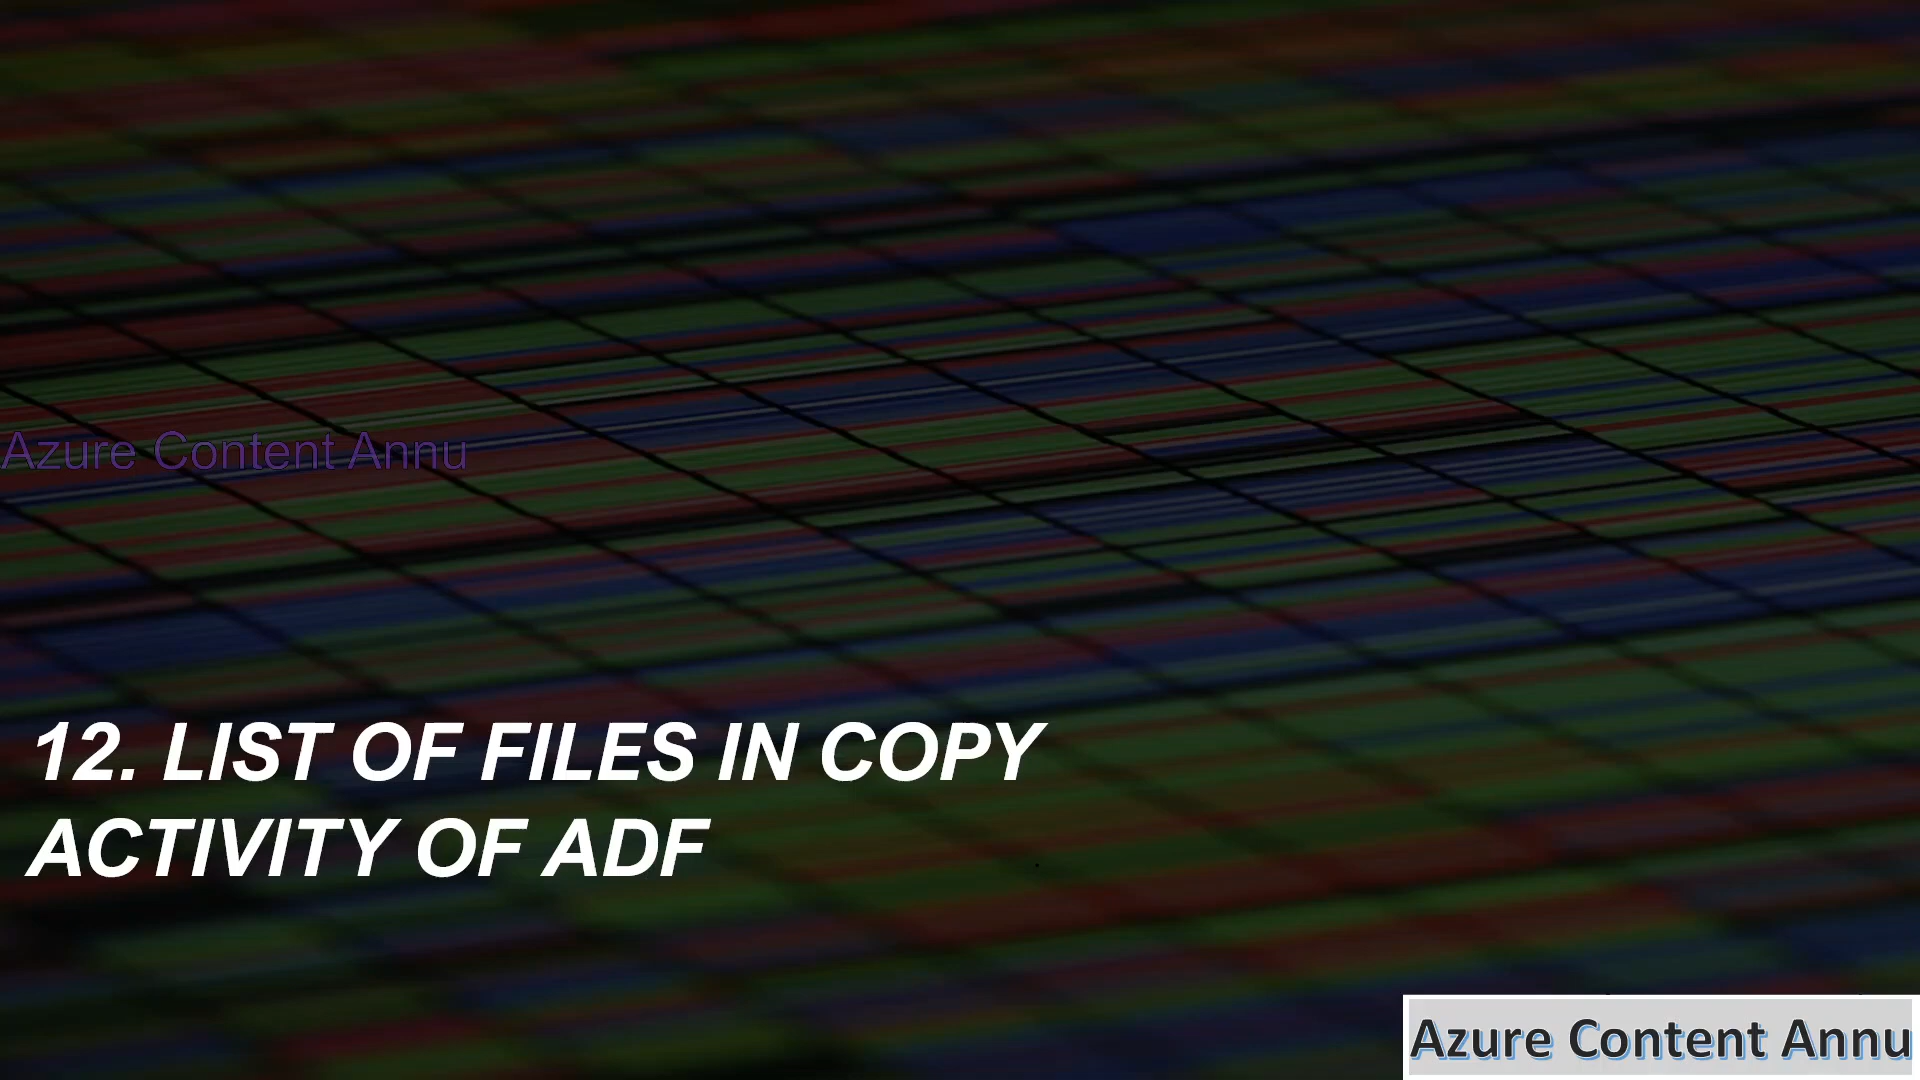 Azure Content Annu
12. LIST OF FILES IN COPY
ACTIVITY OF ADF
Azure Content Annu